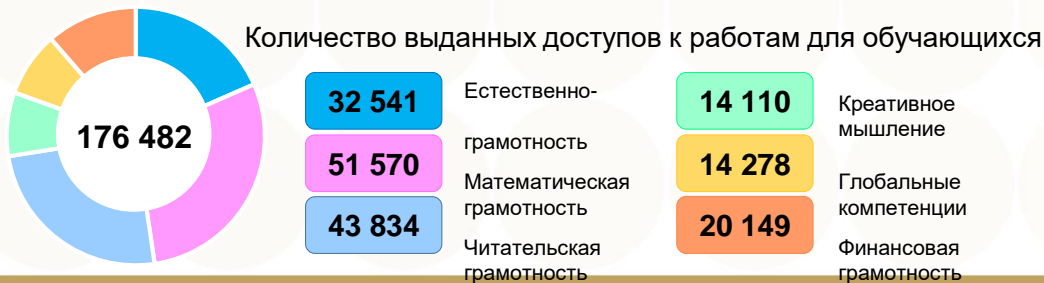 Количество выданных доступов к работам для обучающихся
176 482
32 541
Естественно-
грамотность
51 570
Математическая
грамотность
43 834
Читательская
грамотность
14 110
Креативное
мышление
14 278
Глобальные
компетенции
20 149
Финансовая
грамотность